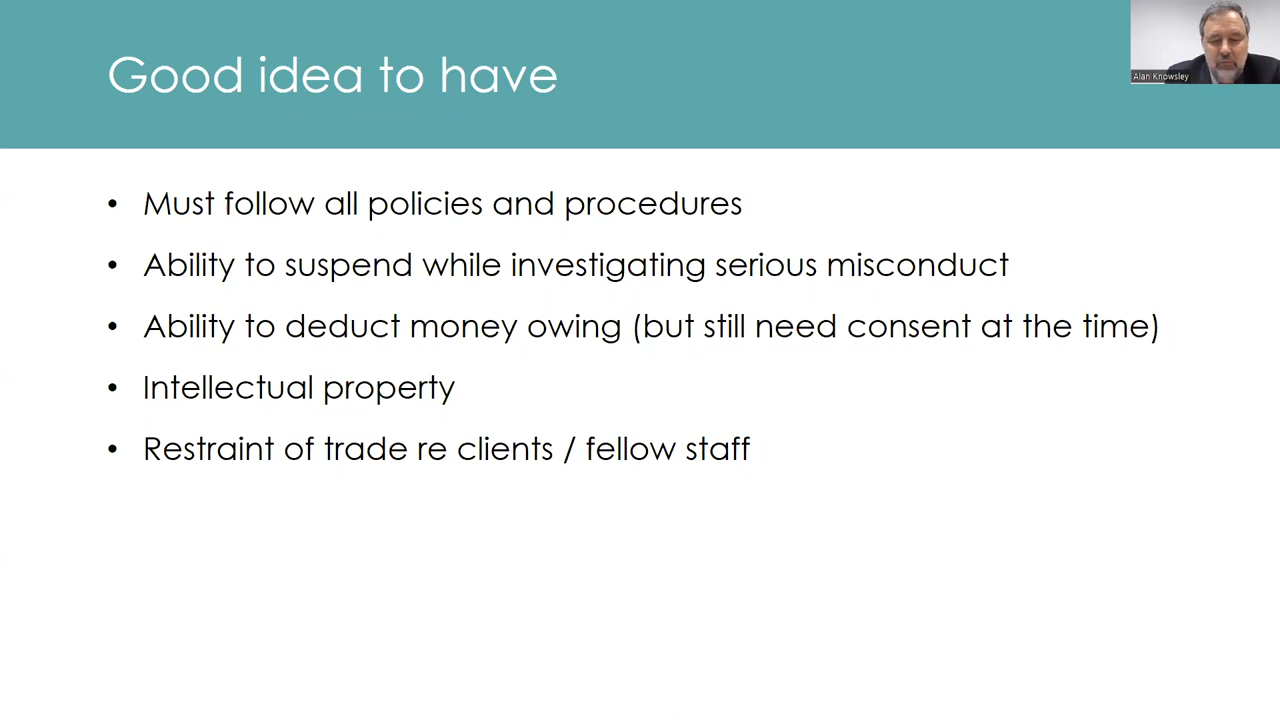 Good idea to have
Alan Knowsley
• Must follow all policies and procedures
• Ability to suspend while investigating serious misconduct
• Ability to deduct money owing (but still need consent at the time)
• Intellectual property
• Restraint of trade re clients / fellow staff